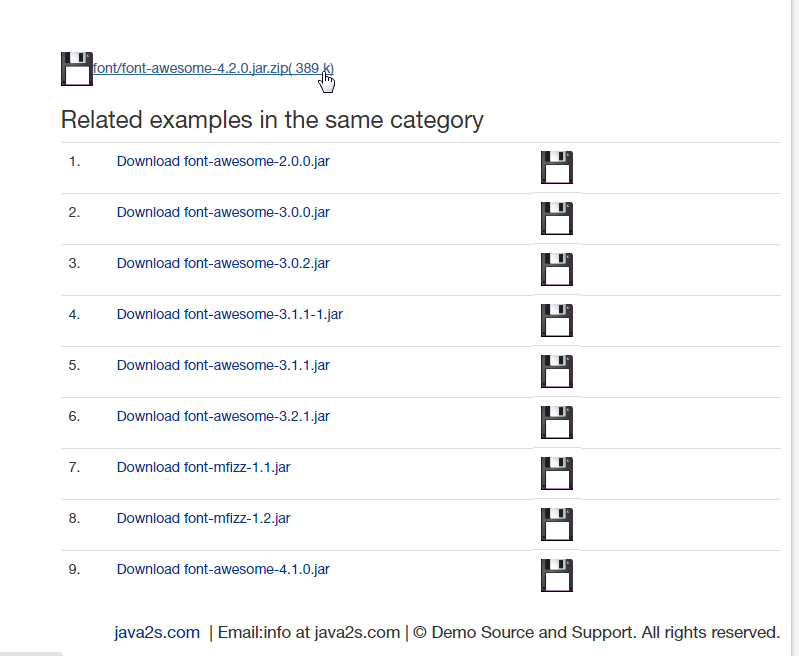 font/font-awesome-4.2.0.jar.zip( 389 k)
Related examples in the same category
1. Download font-awesome-2.0.0.jar
2. Download font-awesome-3.0.0.jar
3. Download font-awesome-3.0.2.jar
4. Download font-awesome-3.1.1-1.jar
5. Download font-awesome-3.1.1.jar
6. Download font-awesome-3.2.1.jar
7. Download font-mfizz-1.1.jar
8. Download font-mfizz-1.2.jar
9. Download font-awesome-4.1.0.jar
java2s.com | Email:info at java2s.com | © Demo Source and Support. All rights reserved.